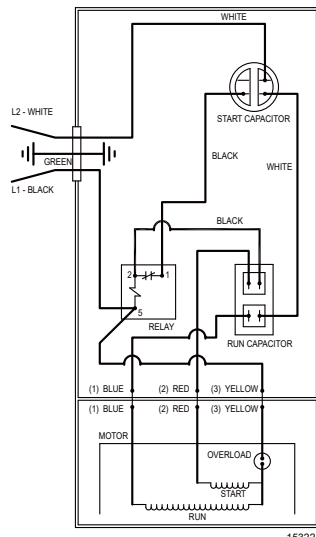 WHITE
L2 - WHITE
START CAPACITOR
GREEN
BLACK
WHITE
L1 - BLACK
BLACK
2
1
5
RELAY
RUN CAPACITOR
(1) BLUE (2) RED (3) YELLOW
(1) BLUE (2) RED (3) YELLOW
MOTOR
OVERLOAD
START
RUN